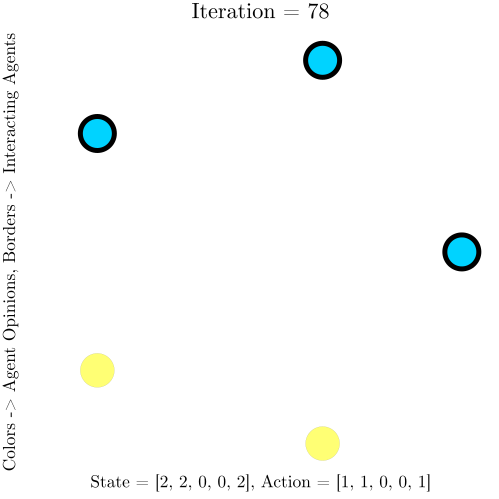 Iteration = 78
Colors -> Agent Opinions, Borders -> Interacting Agents
State = [2, 2, 0, 0, 2], Action = [1, 1, 0, 0, 1]